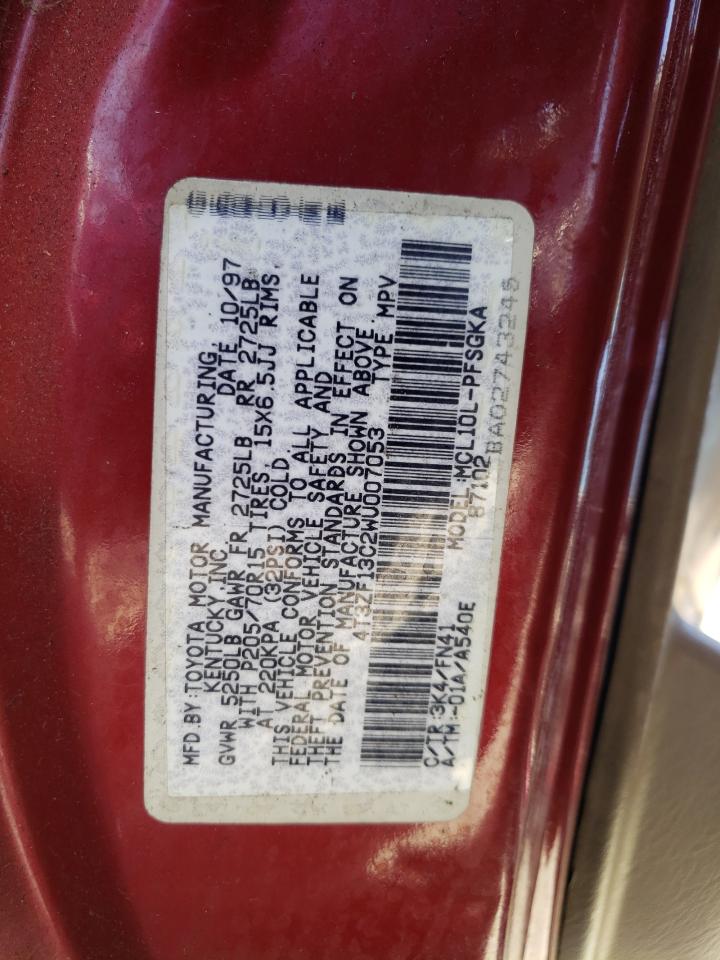 MFD.BY:TOYOTA MOTOR MANUFACTURING,
KENTUCKY,INC. DATE 10/97
GVWR 5250LB GAWR FR 2725LB RR 2725LB
WITH P205/70R15 TIRES, 15X6.5JJ RIMS,
AT 220KPA (32PSI) COLD.
THIS VEHICLE CONFORMS TO ALL APPLICABLE
FEDERAL MOTOR VEHICLE SAFETY AND
THEFT PREVENTION STANDARDS IN EFFECT ON
THE DATE OF MANUFACTURE SHOWN ABOVE.
4T3ZF13C2WU007053 TYPE MPV
C/TR:3K4/FN41 MODEL:MCL10L-PFSGKA
A/TM:-01A/A540E 87102
BA02743245